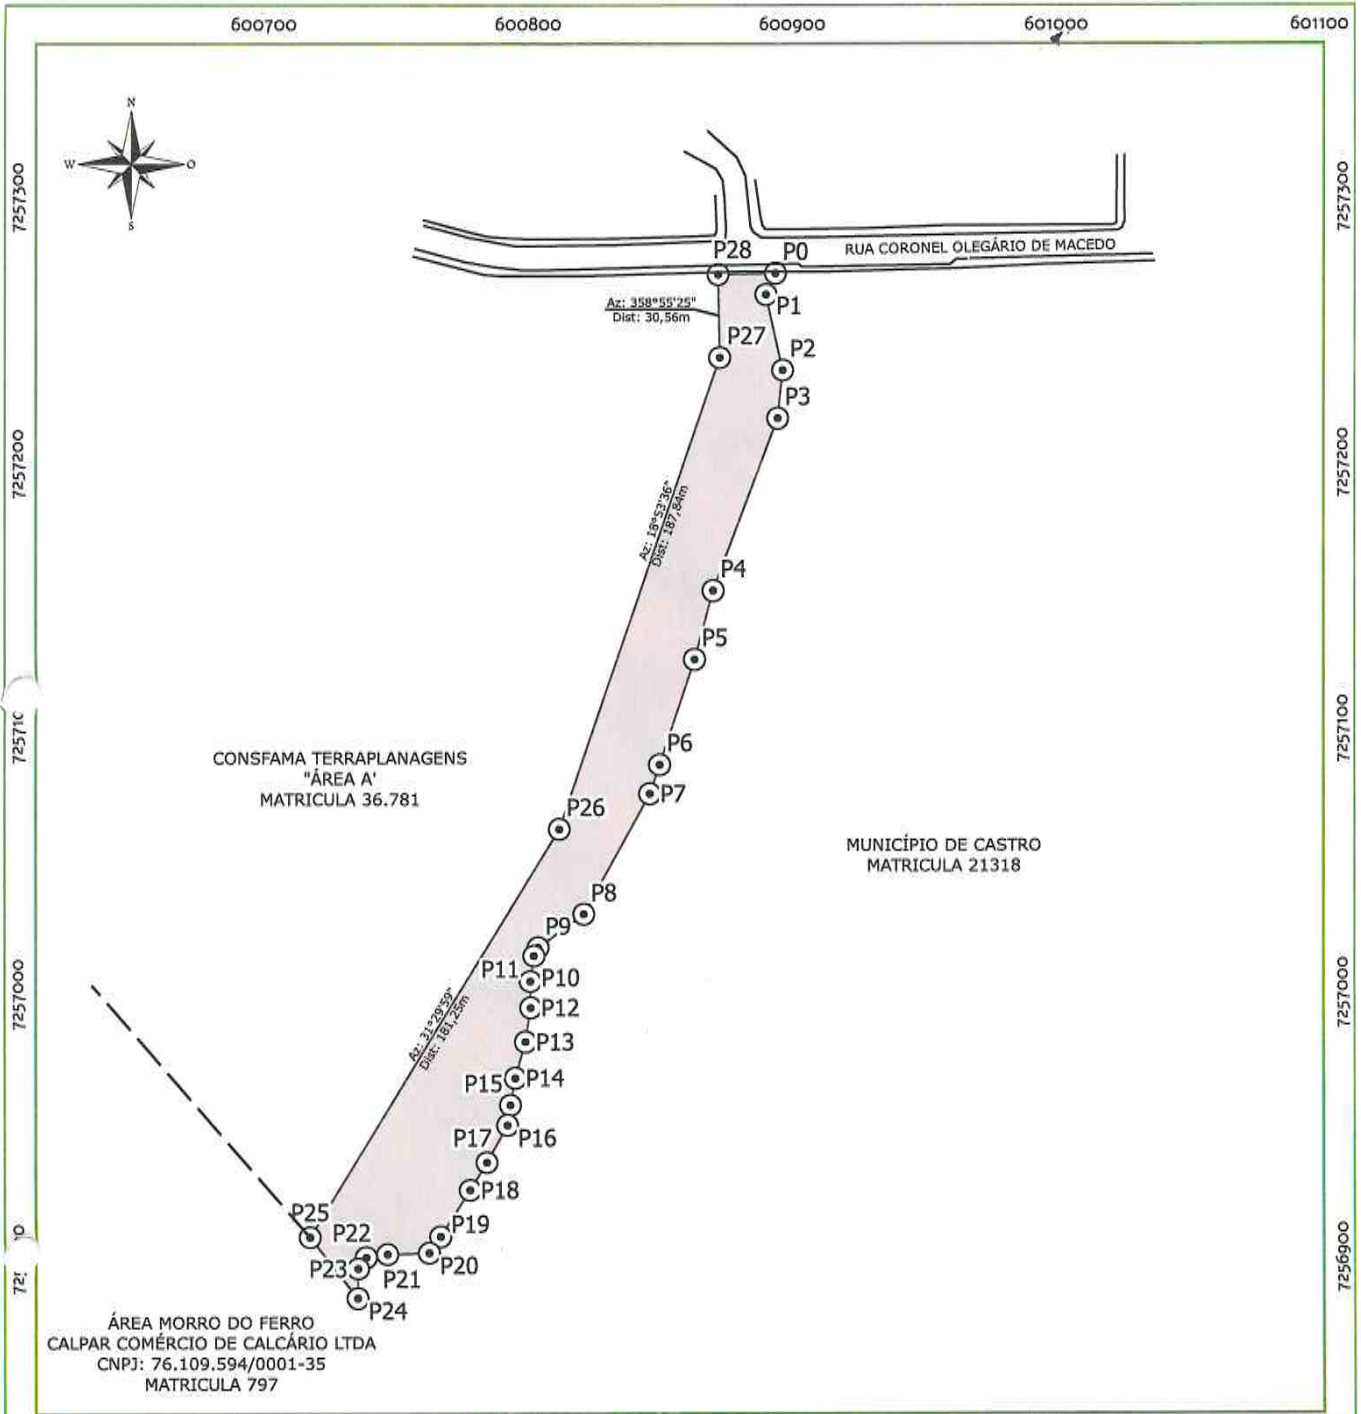 600700 600800 600900 601000 601100
N
W O
S
7257300 7257300
RUA CORONEL OLEGÁRIO DE MACEDO
P28 P0
Az: 358°55'25"
Dist: 30,56m
P1
P27
P2
P3
7257200 7257200
Az: 18°53'36"
Dist: 187,84m
P4
P5
725710 7257100
CONSFAMA TERRAPLANAGENS
"ÁREA A'
MATRICULA 36.781
P6
P7
P26
MUNICÍPIO DE CASTRO
MATRICULA 21318
P8
P9
P11 P10
7257000 7257000
P12
Az: 31°29'59"
Dist: 181,25m
P13
P15 P14
P16
P17
P18
P25
P22 P19
P23 P21 P20
7256900
P24
ÁREA MORRO DO FERRO
CALPAR COMÉRCIO DE CALCÁRIO LTDA
CNPJ: 76.109.594/0001-35
MATRICULA 797